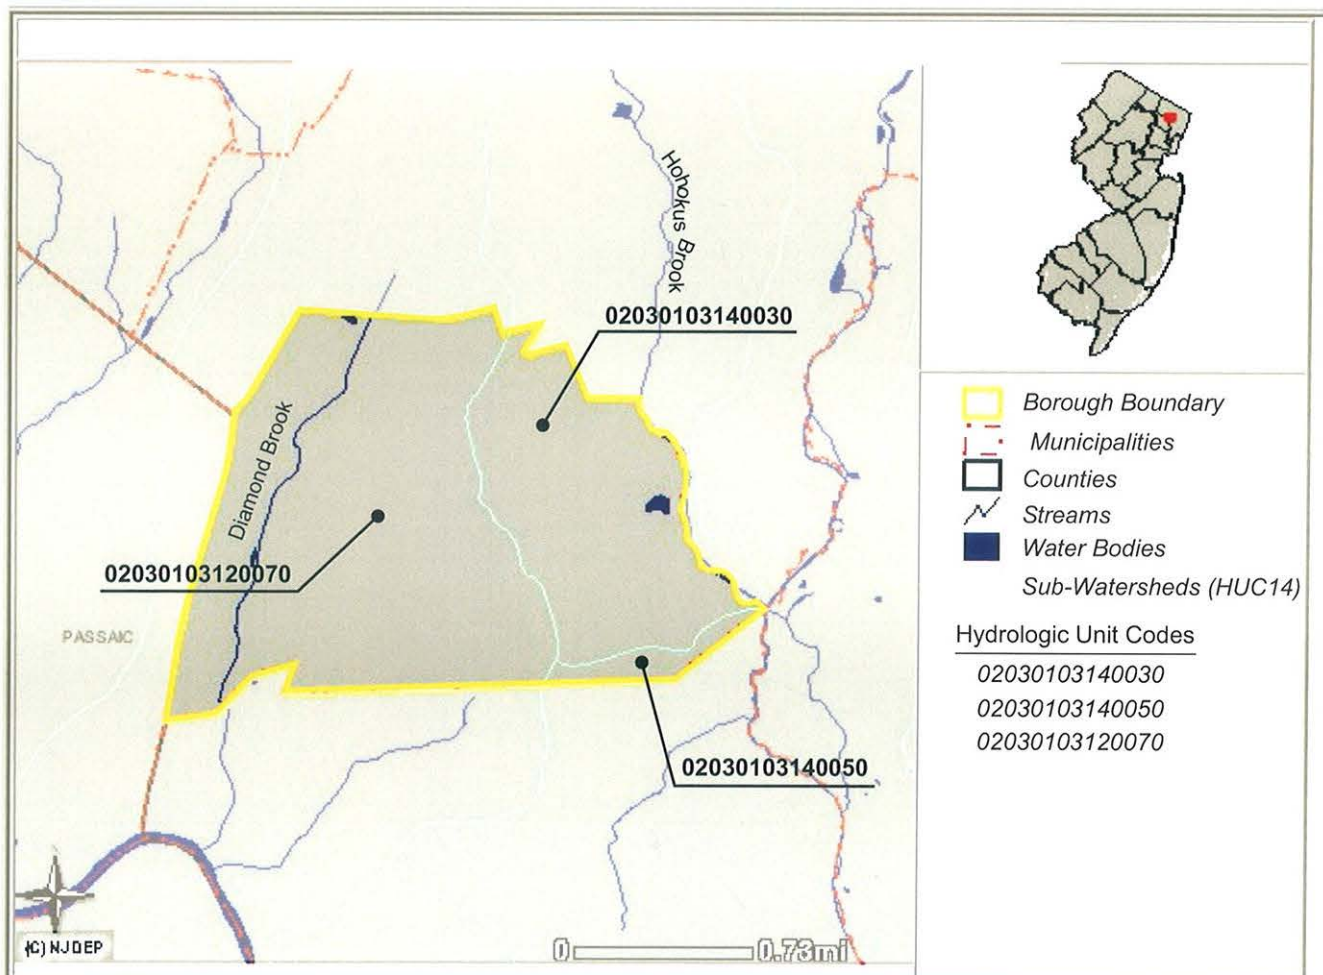 Hohokus Brook
02030103140030
Diamond Brook
02030103120070
PASSAIC
02030103140050
(C) NJDEP
0 0.73mi
Borough Boundary
Municipalities
Counties
Streams
Water Bodies
Sub-Watersheds (HUC14)
Hydrologic Unit Codes
02030103140030
02030103140050
02030103120070